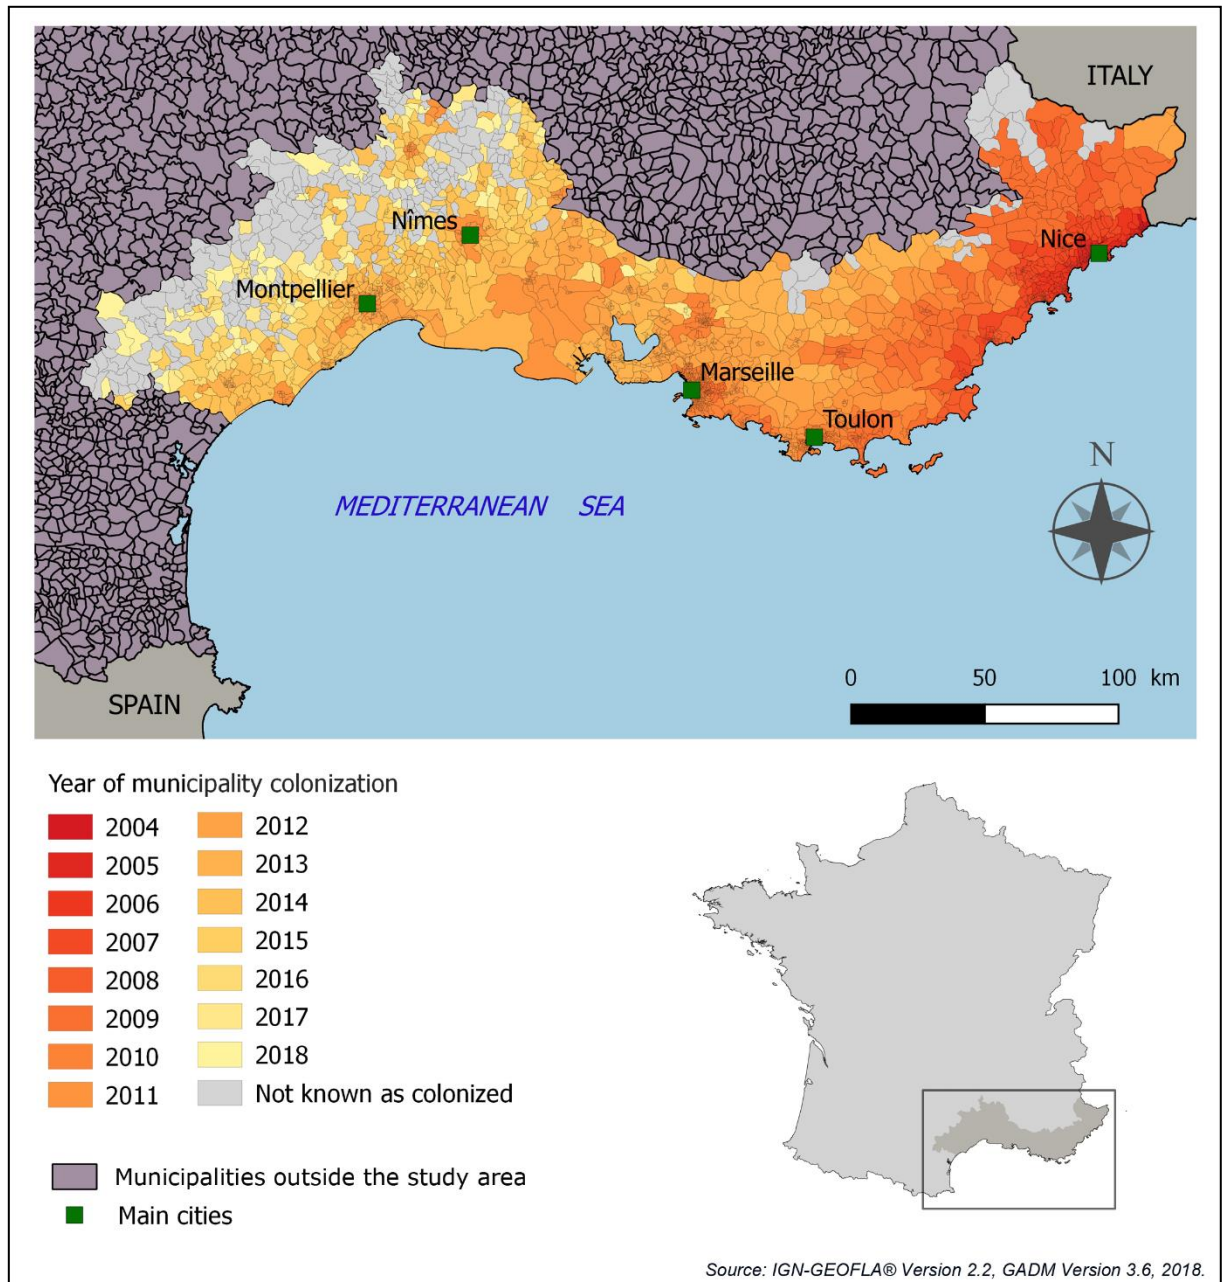 ITALY
Nîmes
Nice
Montpellier
Marseille
Toulon
N
MEDITERRANEAN SEA
0 50 100 km
SPAIN
Year of municipality colonization
2004 2012
2005 2013
2006 2014
2007 2015
2008 2016
2009 2017
2010 2018
2011 Not known as colonized
Municipalities outside the study area
Main cities
Source: IGN-GEOFLA® Version 2.2, GADM Version 3.6, 2018.